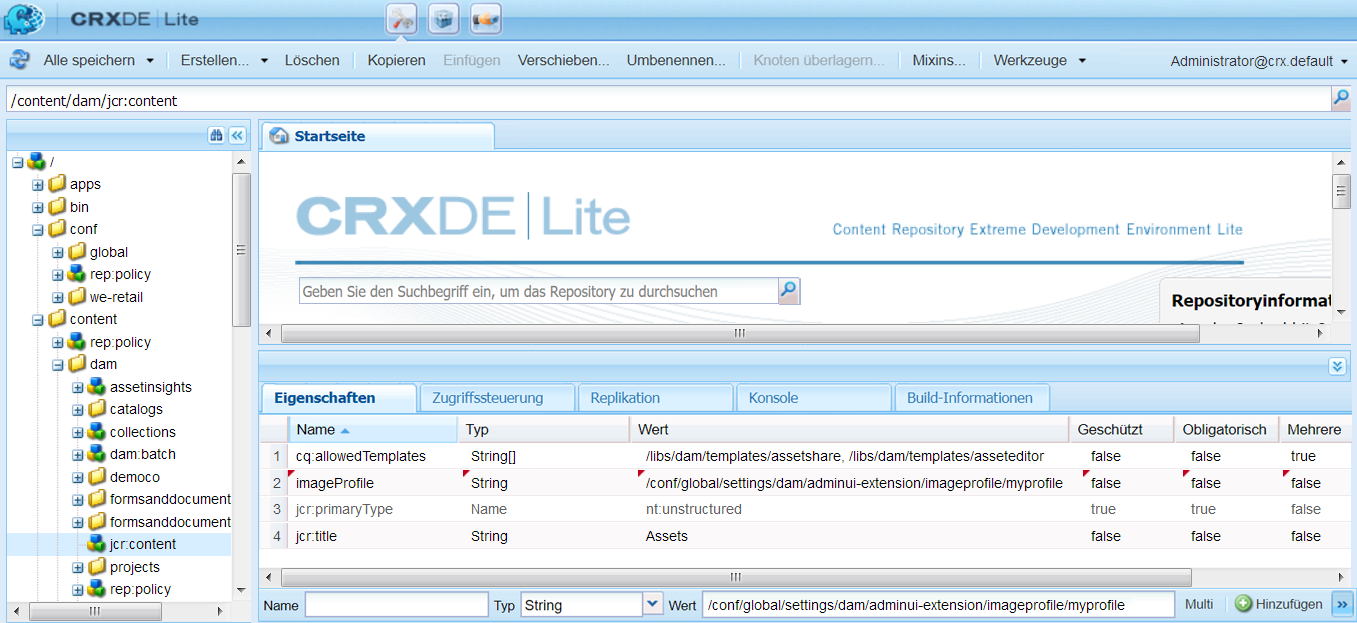 CRXDE | Lite
Alle speichern Erstellen... Löschen Kopieren Einfügen Verschieben... Umbenennen... Knoten überlagern... Mixins... Werkzeuge Administrator@crx.default
/content/dam/jcr:content
/
apps
bin
conf
global
rep:policy
we-retail
content
rep:policy
dam
assetinsights
catalogs
collections
dam:batch
democo
formsanddocument
formsanddocument
jcr:content
projects
rep:policy
Startseite
CRXDE | Lite
Content Repository Extreme Development Environment Lite
Geben Sie den Suchbegriff ein, um das Repository zu durchsuchen
Repositoryinformat
Eigenschaften Zugriffssteuerung Replikation Konsole Build-Informationen
Name Typ Wert Geschützt Obligatorisch Mehrere
1 cq:allowedTemplates String[] /libs/dam/templates/assetshare, /libs/dam/templates/asseteditor false false true
2 imageProfile String /conf/global/settings/dam/adminui-extension/imageprofile/myprofile false false false
3 jcr:primaryType Name nt:unstructured true true false
4 jcr:title String Assets false false false
Name Typ String Wert /conf/global/settings/dam/adminui-extension/imageprofile/myprofile Multi Hinzufügen